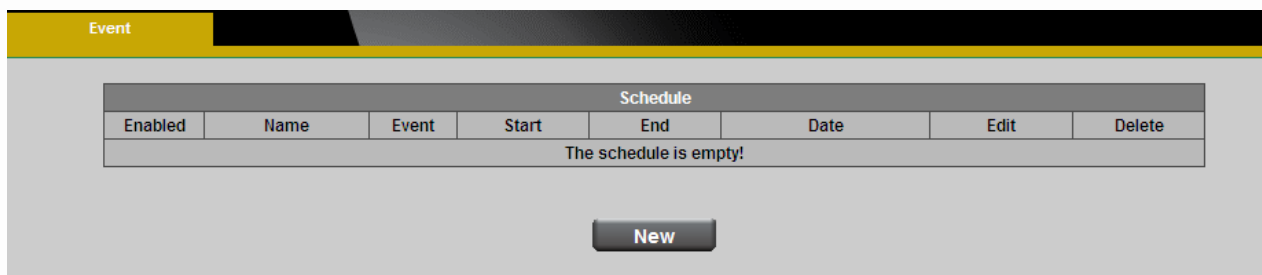 Event
Schedule
Enabled Name Event Start End Date Edit Delete
The schedule is empty!
New